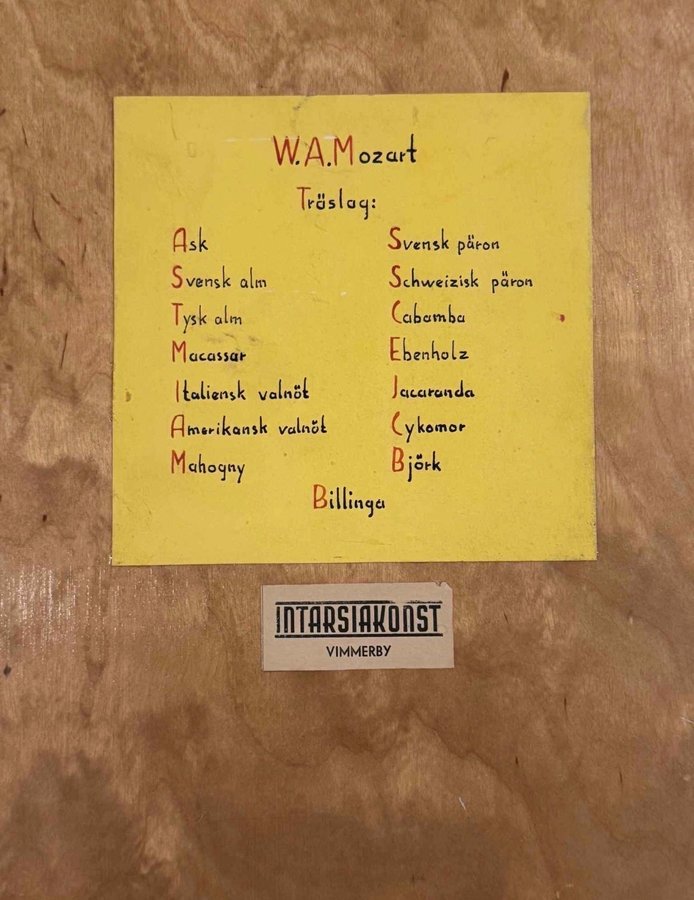 W.A.Mozart
Träslag:
Ask
Svensk alm
Tysk alm
Macassar
Italiensk valnöt
Amerikansk valnöt
Mahogny
Svensk päron
Schweizisk päron
Cabamba
Ebenholz
Jacaranda
Cykomor
Björk
Billinga
INTARSIAKONST
VIMMERBY